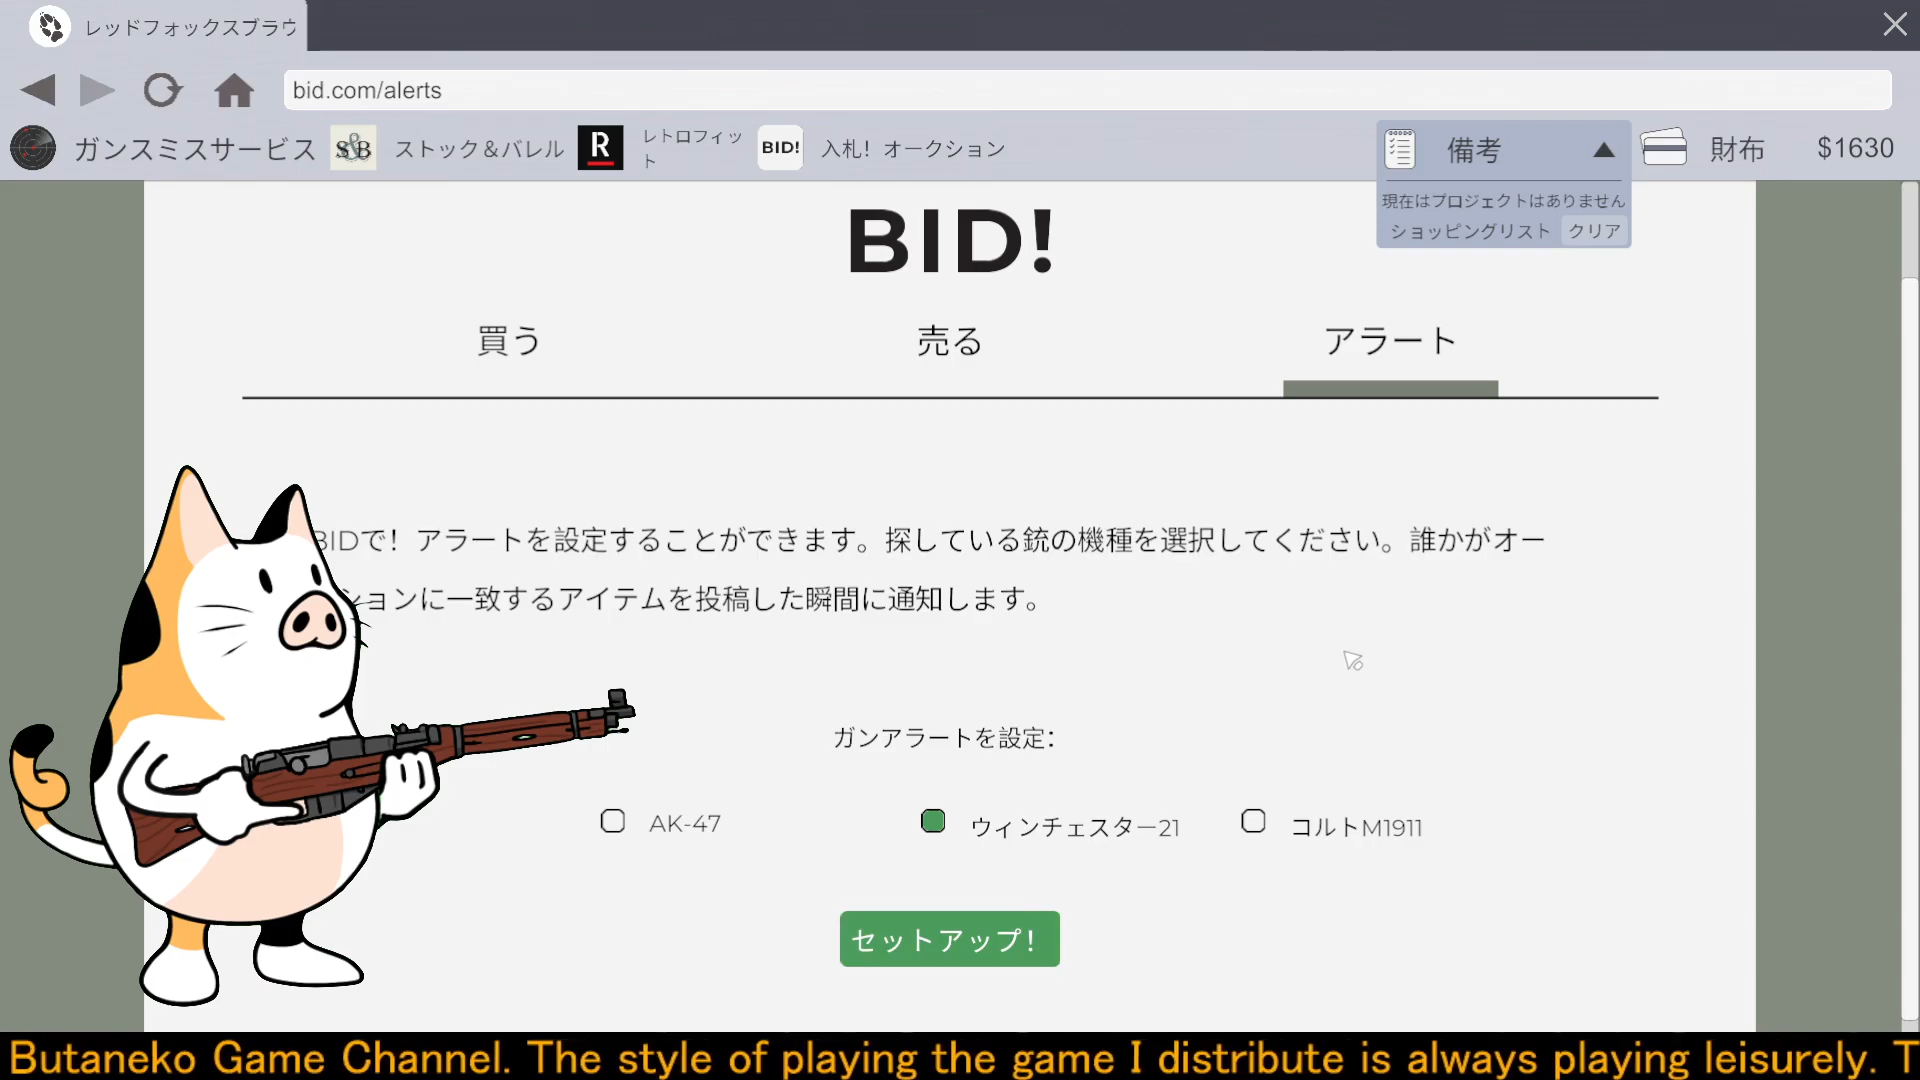 レッドフォックスブラウ
bid.com/alerts
ガンスミスサービス
S&B
ストック&バレル
R
レトロフィッ
ト
BID!
入札! オークション
備考
財布
$1630
現在はプロジェクトはありません
ショッピングリスト
クリア
BID!
買う
売る
アラート
BIDで! アラートを設定することができます。探している銃の機種を選択してください。誰かがオー
ションに一致するアイテムを投稿した瞬間に通知します。
ガンアラートを設定:
AK-47
ウィンチェスター21
コルトM1911
セットアップ!
Butaneko Game Channel. The style of playing the game I distribute is always playing leisurely. T